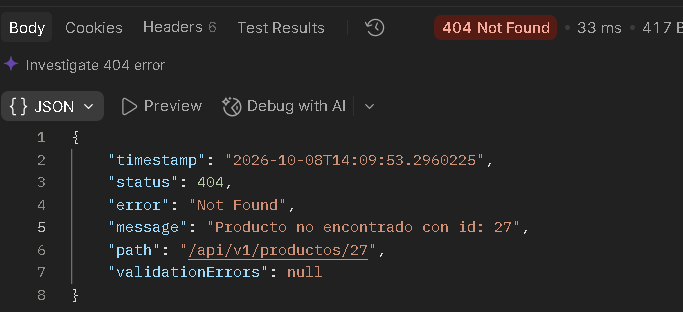 Body Cookies Headers 6 Test Results 404 Not Found • 33 ms • 417 B
Investigate 404 error
{} JSON Preview Debug with AI
1 {
2 "timestamp": "2026-10-08T14:09:53.2960225",
3 "status": 404,
4 "error": "Not Found",
5 "message": "Producto no encontrado con id: 27",
6 "path": "/api/v1/productos/27",
7 "validationErrors": null
8 }